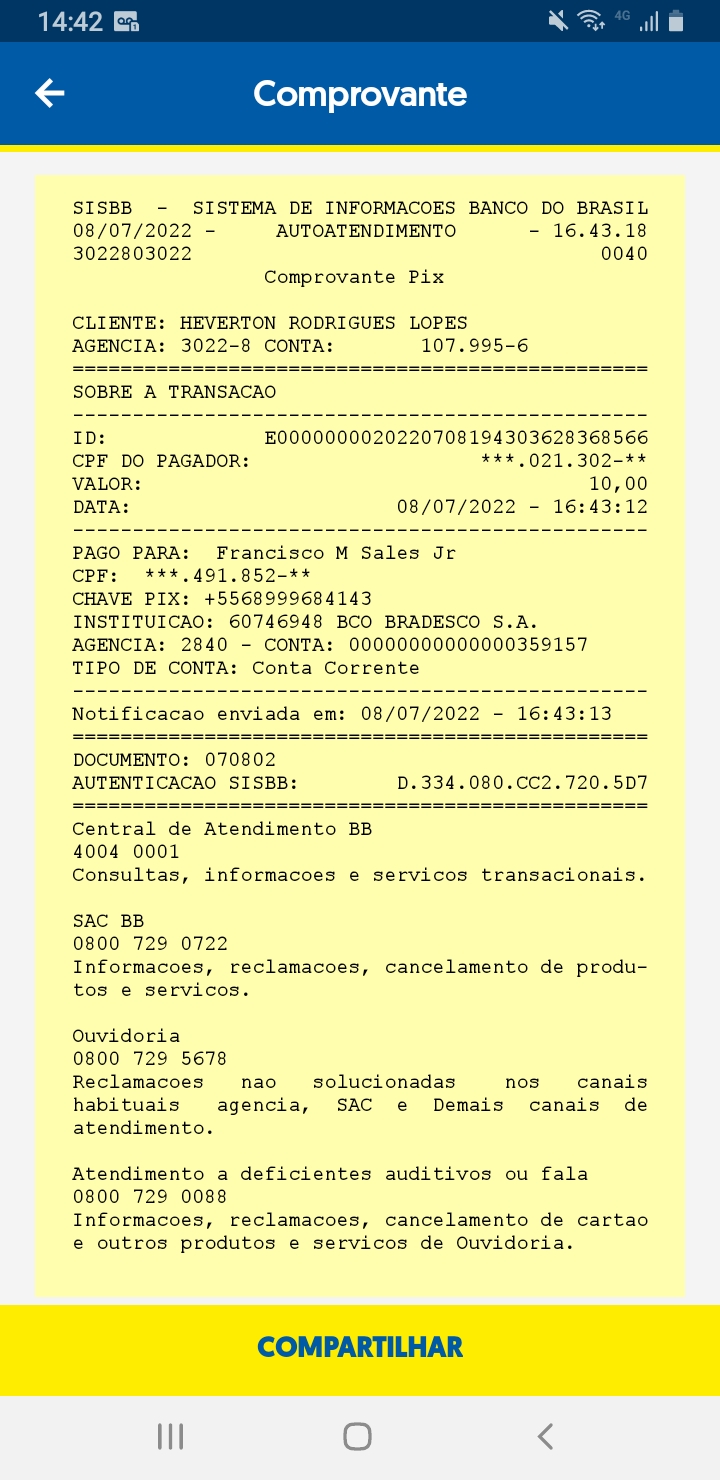 14:42
4G
Comprovante
SISBB - SISTEMA DE INFORMACOES BANCO DO BRASIL
08/07/2022 - AUTOATENDIMENTO - 16.43.18
3022803022 0040
Comprovante Pix
CLIENTE: HEVERTON RODRIGUES LOPES
AGENCIA: 3022-8 CONTA: 107.995-6
================================================
SOBRE A TRANSACAO
------------------------------------------------
ID: E0000000020220708194303628368566
CPF DO PAGADOR: ***.021.302-**
VALOR: 10,00
DATA: 08/07/2022 - 16:43:12
------------------------------------------------
PAGO PARA: Francisco M Sales Jr
CPF: ***.491.852-**
CHAVE PIX: +5568999684143
INSTITUICAO: 60746948 BCO BRADESCO S.A.
AGENCIA: 2840 - CONTA: 00000000000000359157
TIPO DE CONTA: Conta Corrente
------------------------------------------------
Notificacao enviada em: 08/07/2022 - 16:43:13
================================================
DOCUMENTO: 070802
AUTENTICACAO SISBB: D.334.080.CC2.720.5D7
================================================
Central de Atendimento BB
4004 0001
Consultas, informacoes e servicos transacionais.
SAC BB
0800 729 0722
Informacoes, reclamacoes, cancelamento de produ-
tos e servicos.
Ouvidoria
0800 729 5678
Reclamacoes nao solucionadas nos canais
habituais agencia, SAC e Demais canais de
atendimento.
Atendimento a deficientes auditivos ou fala
0800 729 0088
Informacoes, reclamacoes, cancelamento de cartao
e outros produtos e servicos de Ouvidoria.
COMPARTILHAR